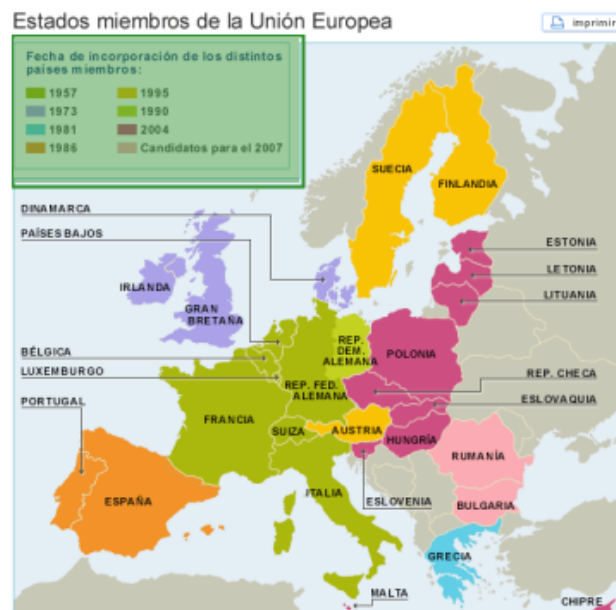 Estados miembros de la Unión Europea
imprimir
Fecha de incorporación de los distintos
países miembros:
1957
1995
1973
1990
1981
2004
1986
Candidatos para el 2007
SUECIA
FINLANDIA
DINAMARCA
PAÍSES BAJOS
ESTONIA
LETONIA
LITUANIA
IRLANDA
GRAN
BRETAÑA
BÉLGICA
LUXEMBURGO
PORTUGAL
REP.
DEM.
ALEMANA
POLONIA
REP. FED.
ALEMANA
REP. CHECA
ESLOVAQUIA
FRANCIA
SUIZA
AUSTRIA
HUNGRÍA
RUMANÍA
ESPAÑA
ITALIA
ESLOVENIA
BULGARIA
GRECIA
MALTA
CHIPRE